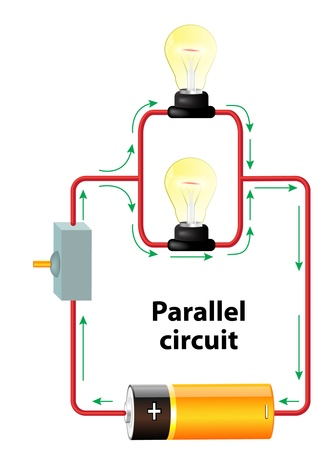 Parallel
circuit
+ −